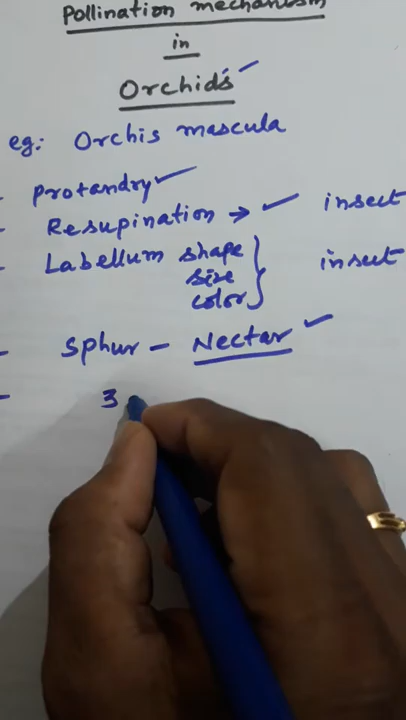 Pollination mechanism
in
Orchids
eg: Orchis mascula
- Protandry
- Resupination → insect
- Labellum shape
size
color } insect
- Sphur - Nectar
- 3